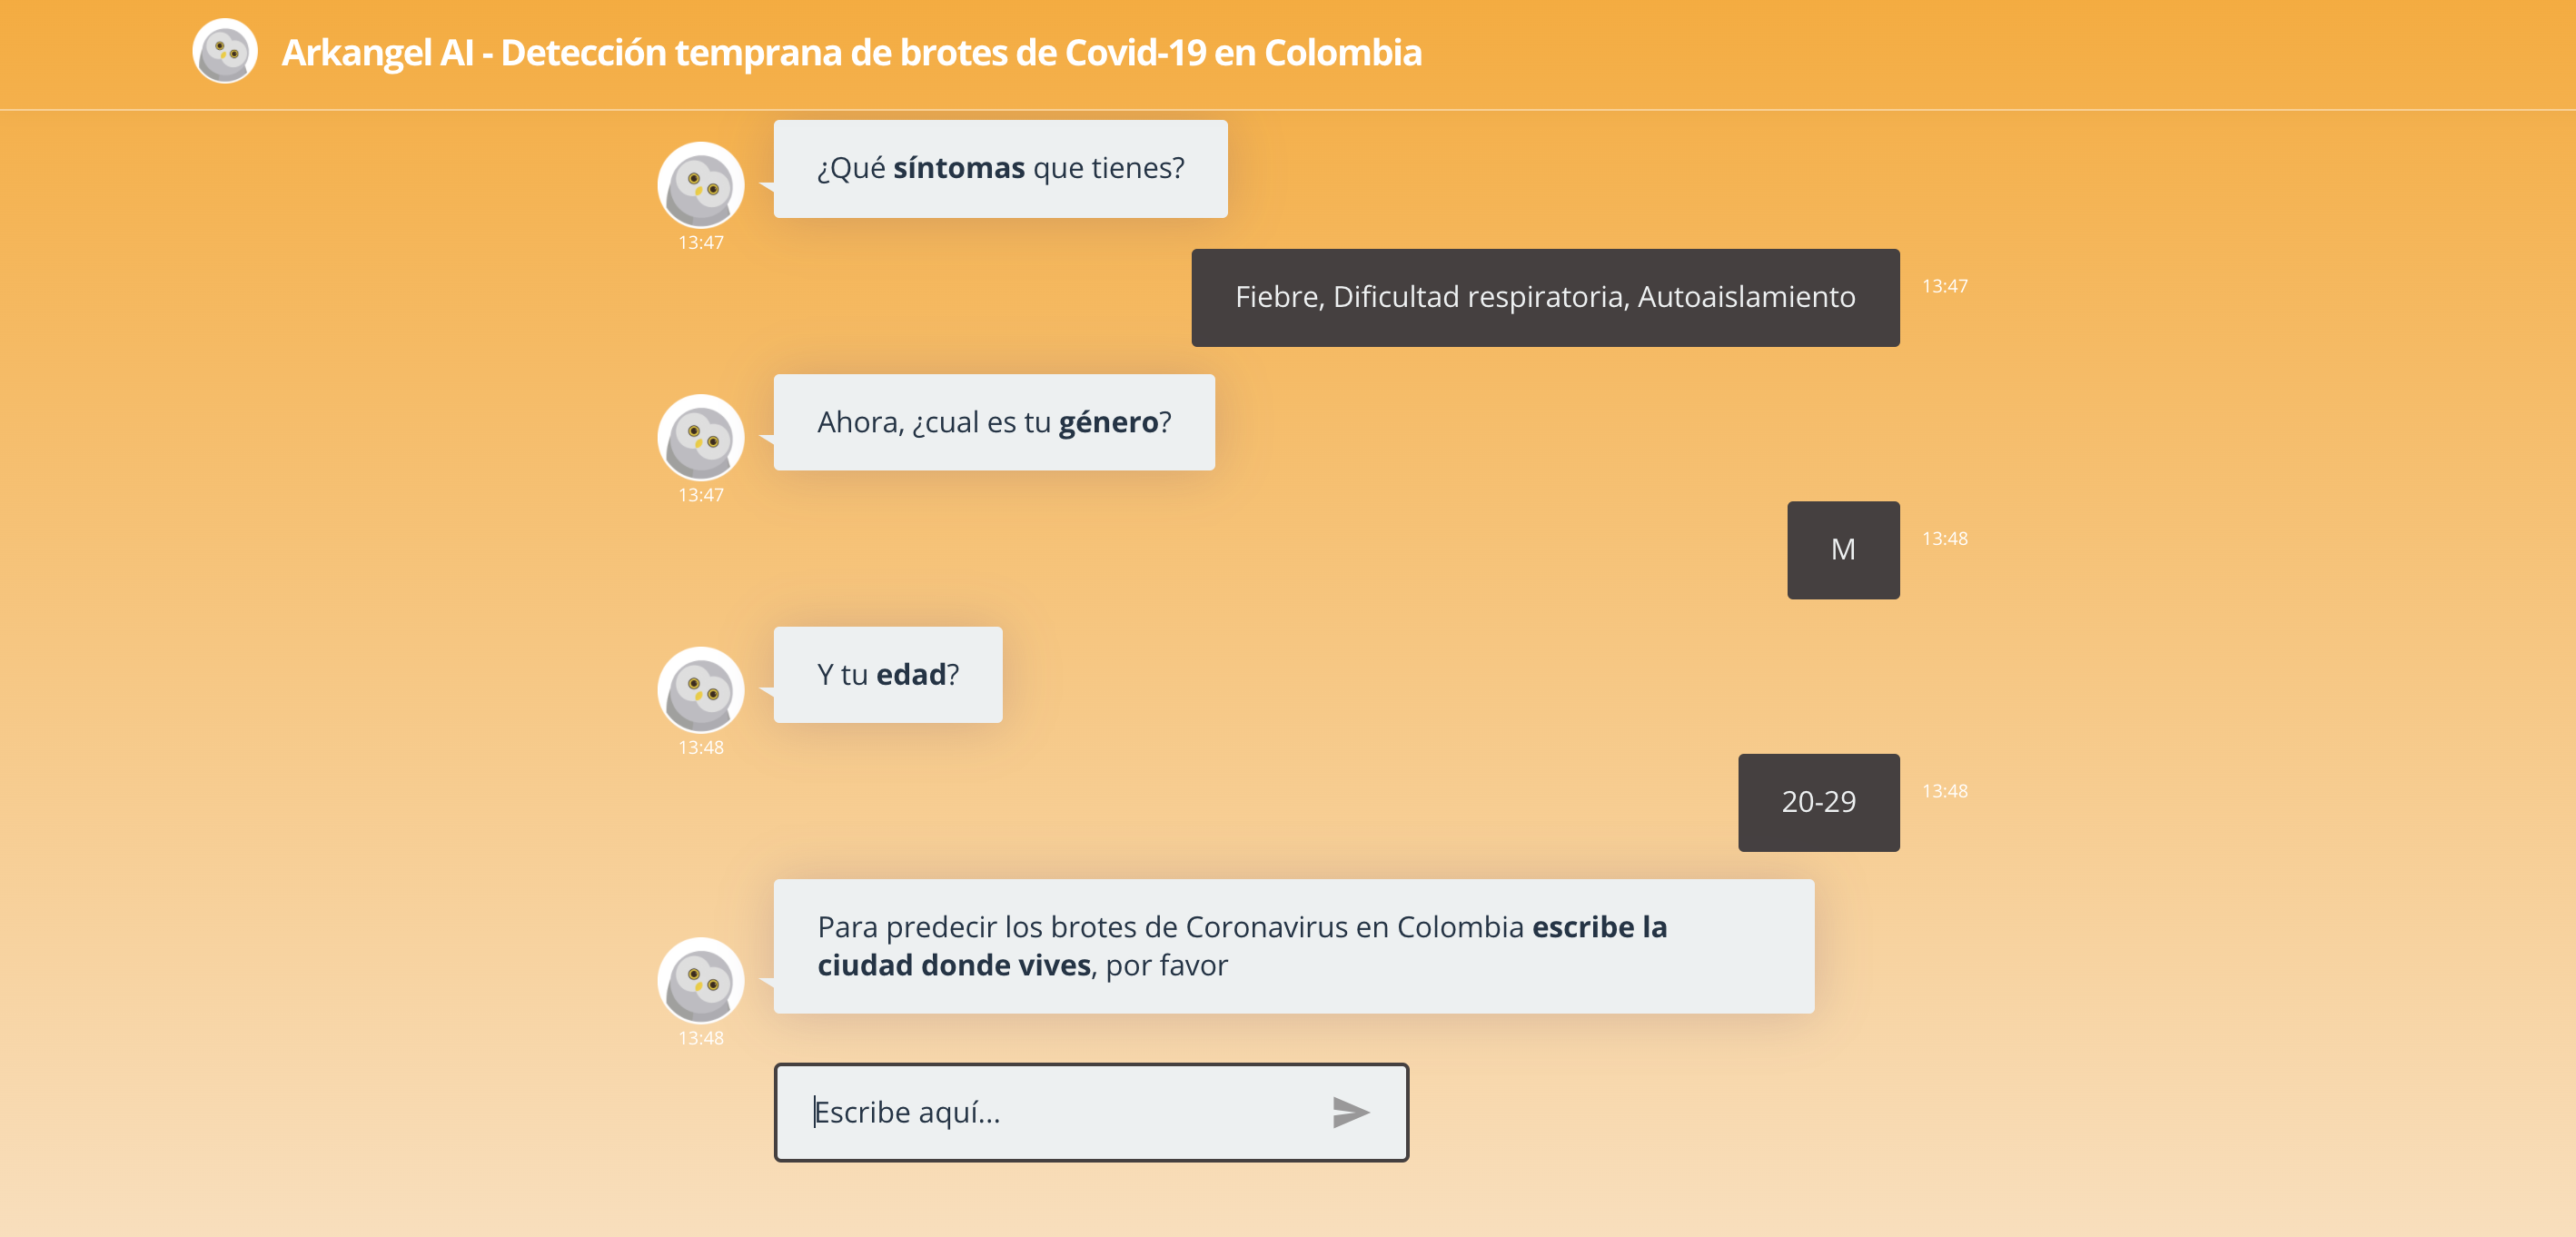 Arkangel AI - Detección temprana de brotes de Covid-19 en Colombia
¿Qué síntomas que tienes?
13:47
Fiebre, Dificultad respiratoria, Autoaislamiento
13:47
Ahora, ¿cual es tu género?
13:47
M
13:48
Y tu edad?
13:48
20-29
13:48
Para predecir los brotes de Coronavirus en Colombia escribe la
ciudad donde vives, por favor
13:48
Escribe aquí...